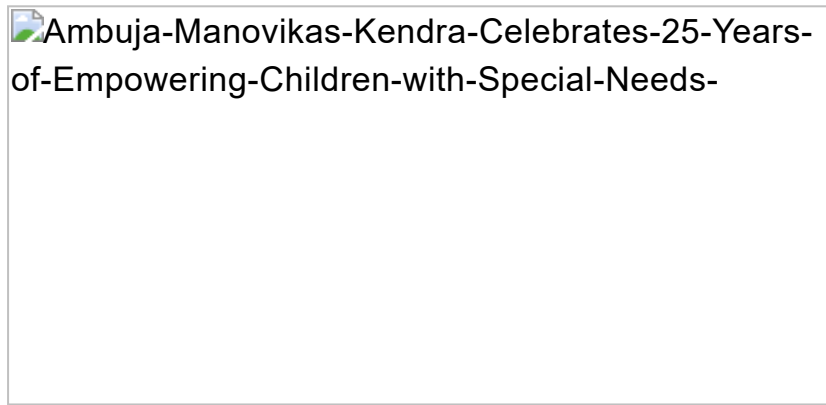 Ambuja-Manovikas-Kendra-Celebrates-25-Years-
of-Empowering-Children-with-Special-Needs-